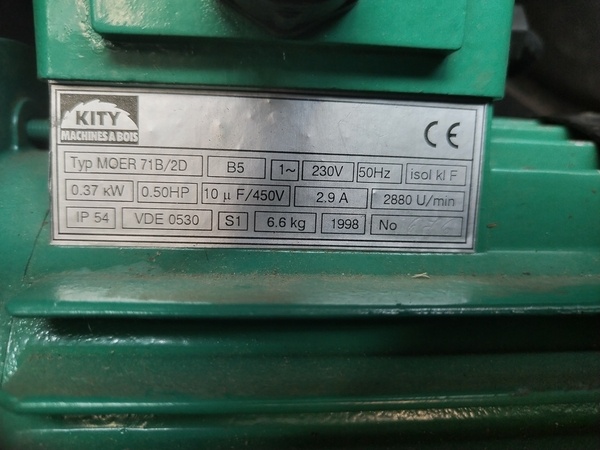 KITY
MACHINES A BOIS
CE
Typ MOER 71B/2D B5 1~ 230V 50Hz isol kl F
0.37 kW 0.50HP 10 µ F/450V 2.9 A 2880 U/min
IP 54 VDE 0530 S1 6.6 kg 1998 No